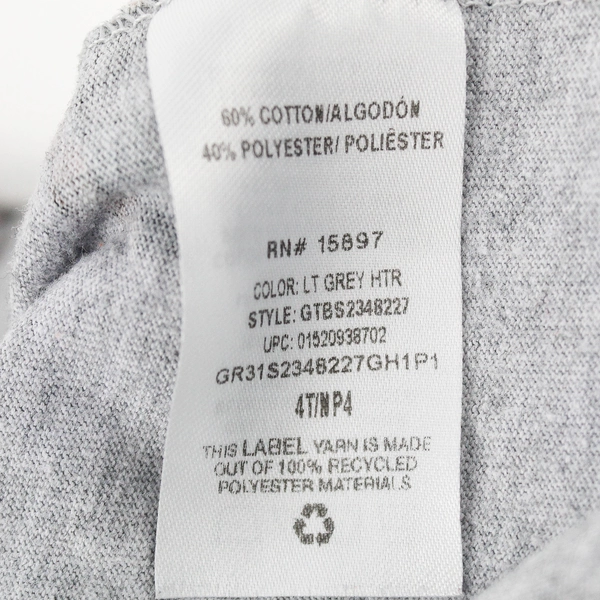 60% COTTON/ALGODÓN
40% POLYESTER/ POLIÉSTER
RN# 15897
COLOR: LT GREY HTR
STYLE: GTBS2348227
UPC: 01520938702
GR31S2348227GH1P1
4T/NP4
THIS LABEL YARN IS MADE
OUT OF 100% RECYCLED
POLYESTER MATERIALS